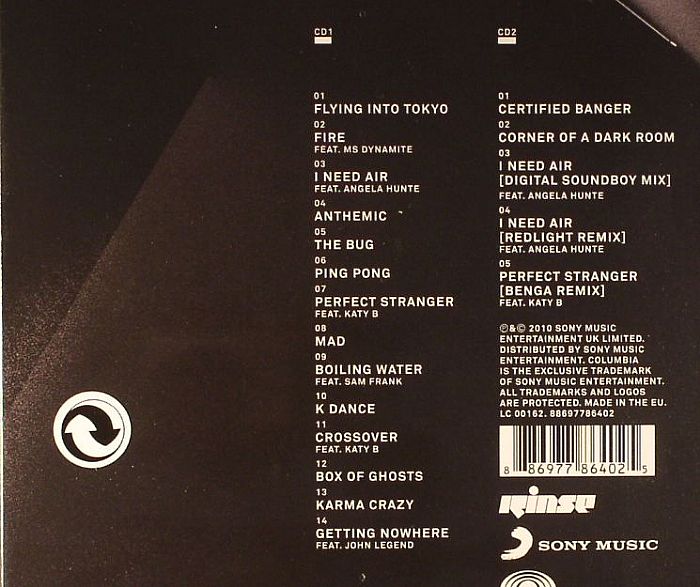 CD1
01
FLYING INTO TOKYO
02
FIRE
FEAT. MS DYNAMITE
03
I NEED AIR
FEAT. ANGELA HUNTE
04
ANTHEMIC
05
THE BUG
06
PING PONG
07
PERFECT STRANGER
FEAT. KATY B
08
MAD
09
BOILING WATER
FEAT. SAM FRANK
10
K DANCE
11
CROSSOVER
FEAT. KATY B
12
BOX OF GHOSTS
13
KARMA CRAZY
14
GETTING NOWHERE
FEAT. JOHN LEGEND
CD2
01
CERTIFIED BANGER
02
CORNER OF A DARK ROOM
03
I NEED AIR
[DIGITAL SOUNDBOY MIX]
FEAT. ANGELA HUNTE
04
I NEED AIR
[REDLIGHT REMIX]
FEAT. ANGELA HUNTE
05
PERFECT STRANGER
[BENGA REMIX]
FEAT. KATY B
℗&© 2010 SONY MUSIC
ENTERTAINMENT UK LIMITED.
DISTRIBUTED BY SONY MUSIC
ENTERTAINMENT. COLUMBIA
IS THE EXCLUSIVE TRADEMARK
OF SONY MUSIC ENTERTAINMENT.
ALL TRADEMARKS AND LOGOS
ARE PROTECTED. MADE IN THE EU.
LC 00162. 88697786402
8 86977 86402 5
rinse
SONY MUSIC